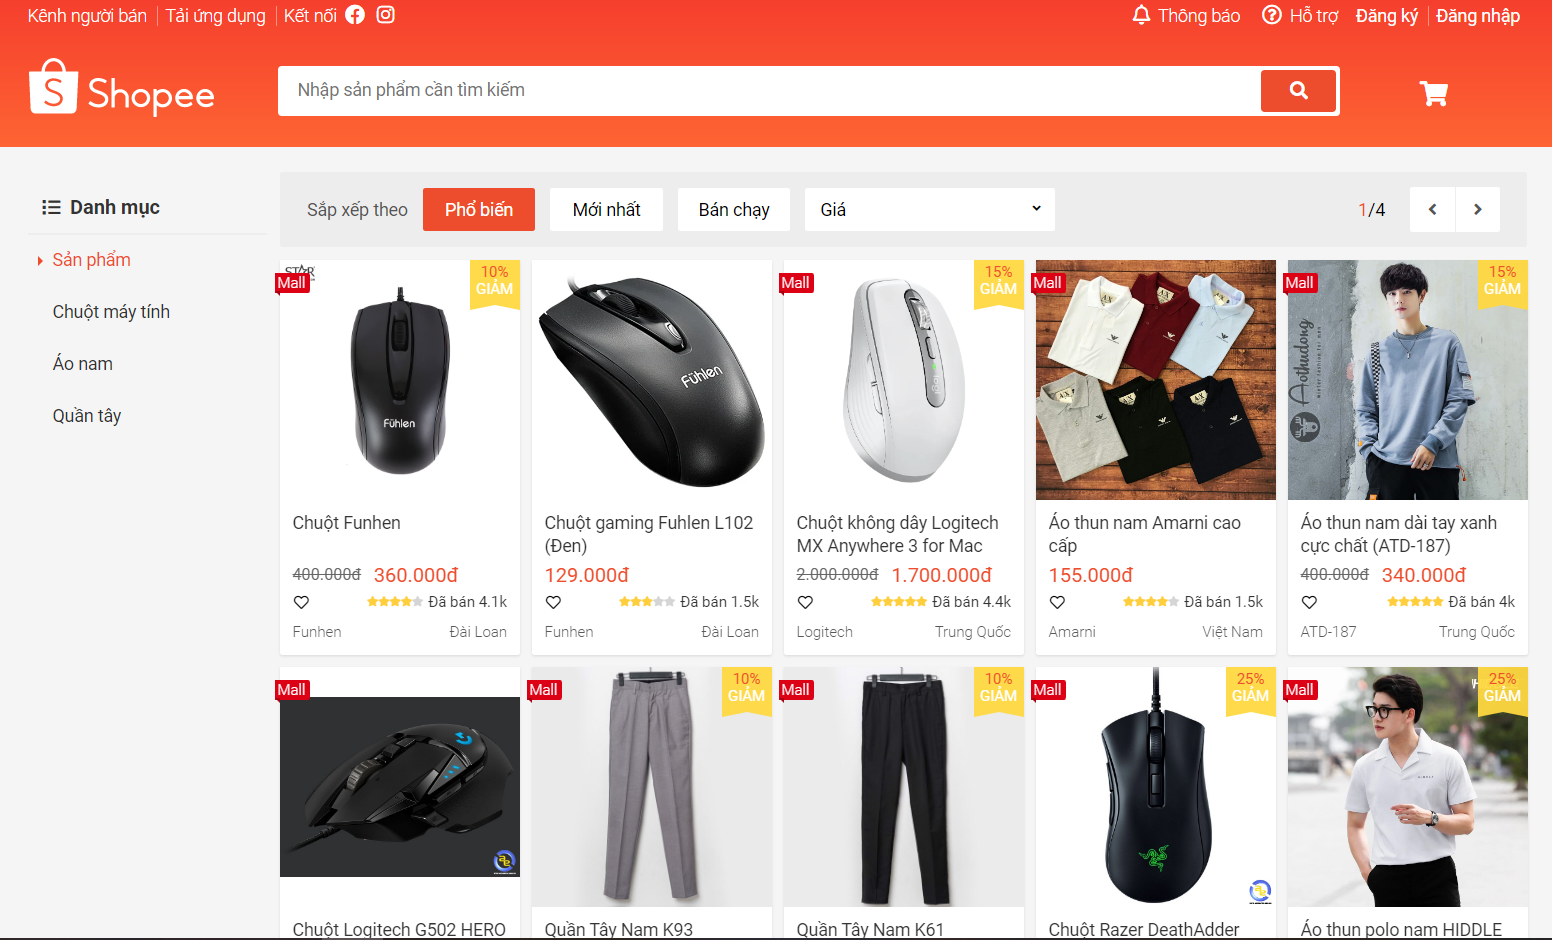 Kênh người bán
Tải ứng dụng
Kết nối
Thông báo
Hỗ trợ
Đăng ký
Đăng nhập
S Shopee
Nhập sản phẩm cần tìm kiếm
Danh mục
Sản phẩm
Chuột máy tính
Áo nam
Quần tây
Sắp xếp theo
Phổ biến
Mới nhất
Bán chạy
Giá
1/4
Mall
STAR
10%
GIẢM
Fühlen
Chuột Funhen
400.000đ 360.000đ
Đã bán 4.1k
Funhen
Đài Loan
Fühlen
Chuột gaming Fuhlen L102
(Đen)
129.000đ
Đã bán 1.5k
Funhen
Đài Loan
Mall
15%
GIẢM
Chuột không dây Logitech
MX Anywhere 3 for Mac
2.000.000đ 1.700.000đ
Đã bán 4.4k
Logitech
Trung Quốc
Mall
Áo thun nam Amarni cao
cấp
155.000đ
Đã bán 1.5k
Amarni
Việt Nam
Mall
15%
GIẢM
Aothudong
Áo thun nam dài tay xanh
cực chất (ATD-187)
400.000đ 340.000đ
Đã bán 4k
ATD-187
Trung Quốc
Mall
Chuột Logitech G502 HERO
Mall
10%
GIẢM
Quần Tây Nam K93
Mall
10%
GIẢM
Quần Tây Nam K61
Mall
25%
GIẢM
Chuột Razer DeathAdder
Mall
25%
GIẢM
Áo thun polo nam HIDDLE